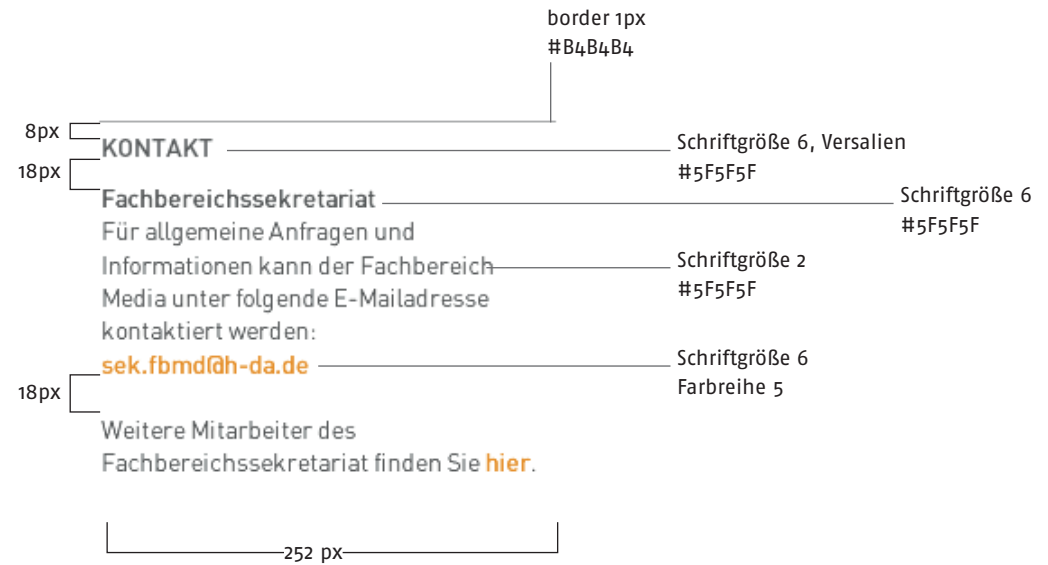 border 1px
#B4B4B4
8px
KONTAKT
Schriftgröße 6, Versalien
#5F5F5F
18px
Fachbereichssekretariat
Schriftgröße 6
#5F5F5F
Für allgemeine Anfragen und
Informationen kann der Fachbereich
Schriftgröße 2
#5F5F5F
Media unter folgende E-Mailadresse
kontaktiert werden:
sek.fbmd@h-da.de
Schriftgröße 6
Farbreihe 5
18px
Weitere Mitarbeiter des
Fachbereichssekretariat finden Sie hier.
252 px